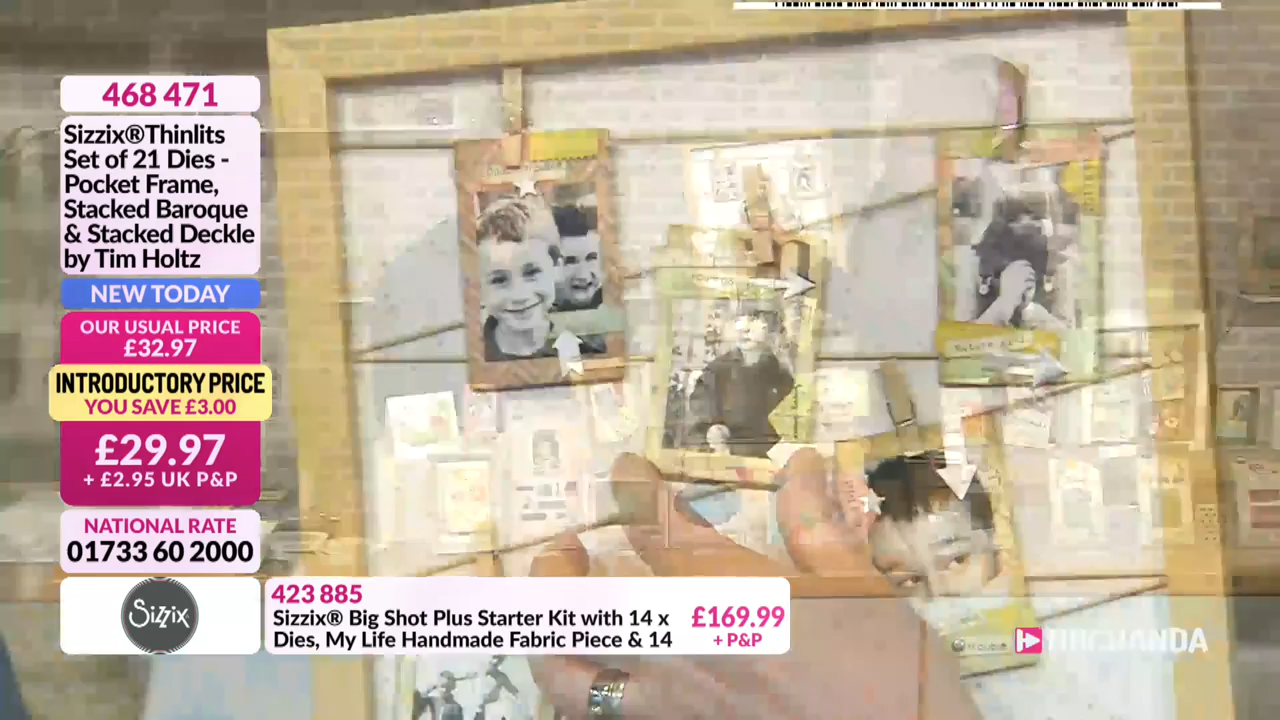 468 471
Sizzix®Thinlits
Set of 21 Dies -
Pocket Frame,
Stacked Baroque
& Stacked Deckle
by Tim Holtz
NEW TODAY
OUR USUAL PRICE
£32.97
INTRODUCTORY PRICE
YOU SAVE £3.00
£29.97
+ £2.95 UK P&P
NATIONAL RATE
01733 60 2000
Sizzix
423 885
Sizzix® Big Shot Plus Starter Kit with 14 x
Dies, My Life Handmade Fabric Piece & 14
£169.99
+ P&P
HOCHANDA
trouble